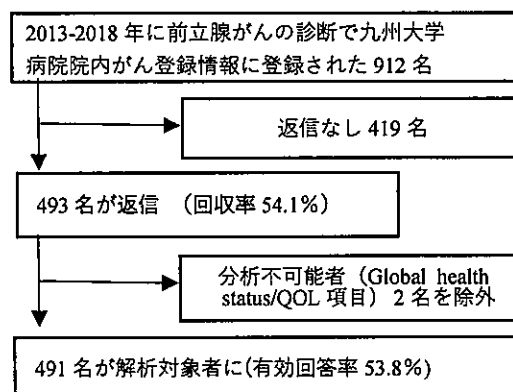 2013-2018 年に前立腺がんの診断で九州大学
病院院内がん登録情報に登録された 912 名
返信なし 419 名
493 名が返信 （回収率 54.1%）
分析不可能者（Global health
status/QOL 項目）2 名を除外
491 名が解析対象者に(有効回答率 53.8%)